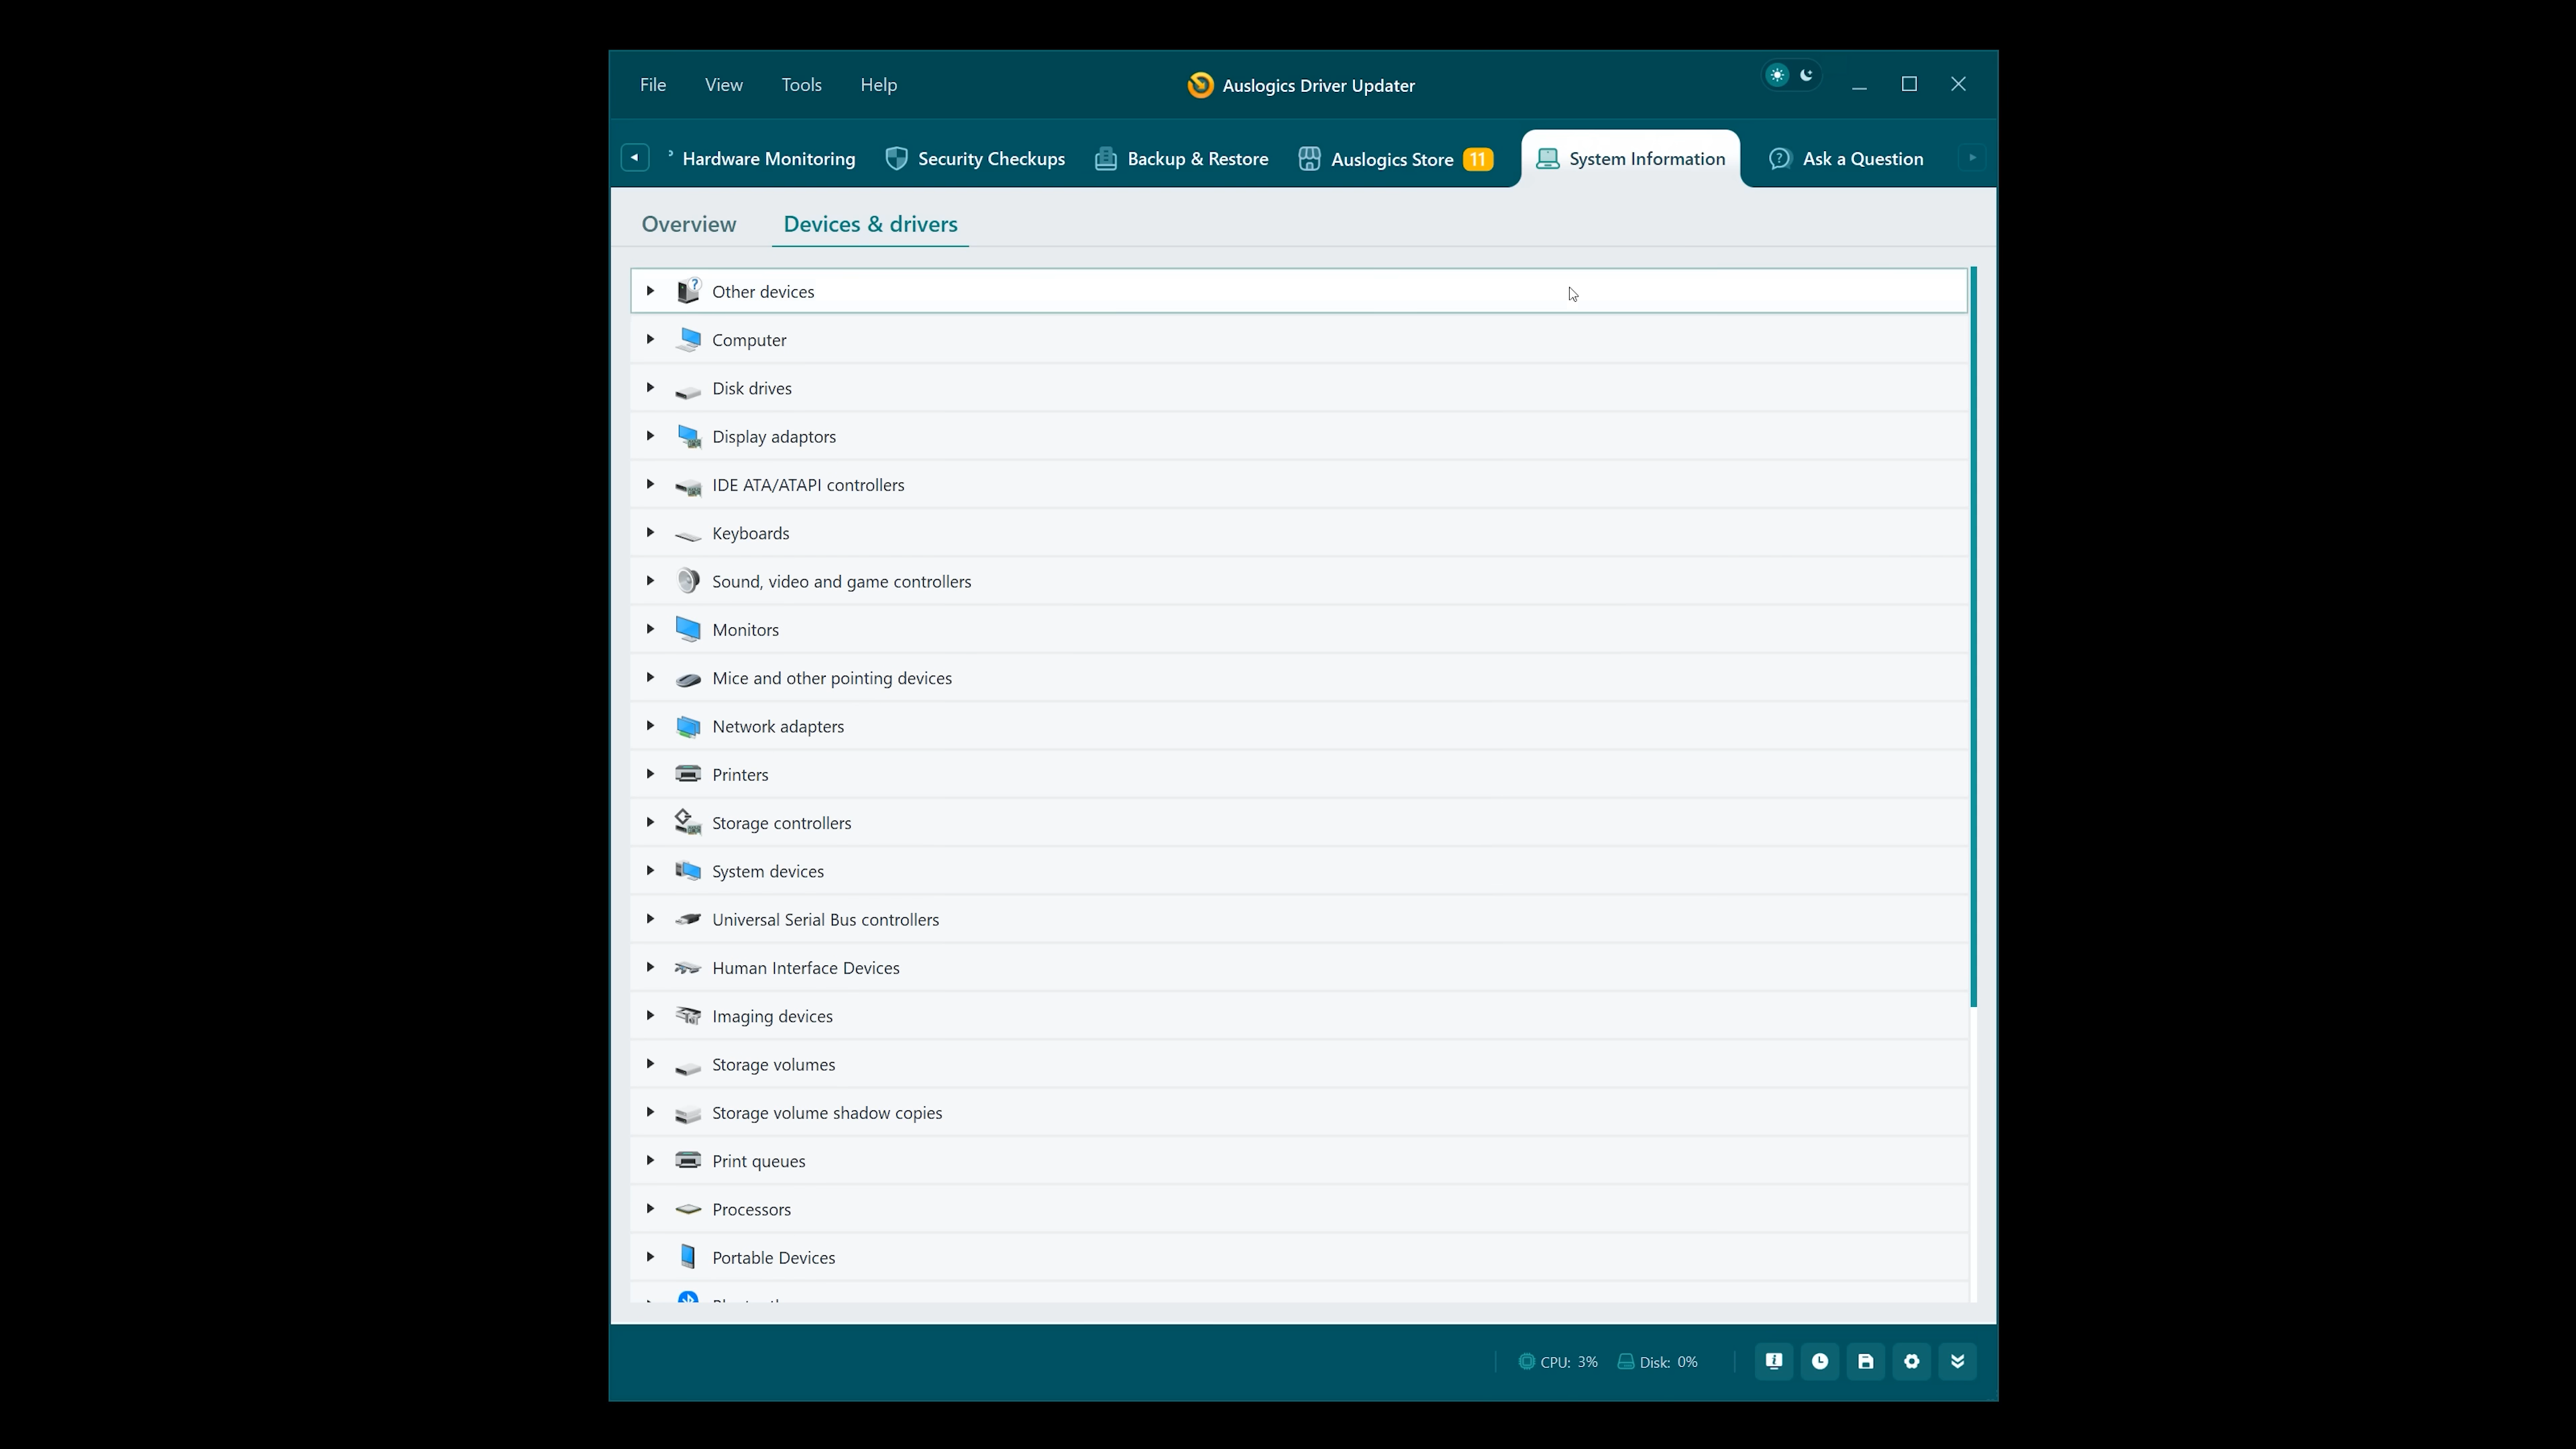 File View Tools Help
Auslogics Driver Updater
Hardware Monitoring
Security Checkups
Backup & Restore
Auslogics Store 11
System Information
Ask a Question
Overview
Devices & drivers
Other devices
Computer
Disk drives
Display adaptors
IDE ATA/ATAPI controllers
Keyboards
Sound, video and game controllers
Monitors
Mice and other pointing devices
Network adapters
Printers
Storage controllers
System devices
Universal Serial Bus controllers
Human Interface Devices
Imaging devices
Storage volumes
Storage volume shadow copies
Print queues
Processors
Portable Devices
CPU: 3% Disk: 0%